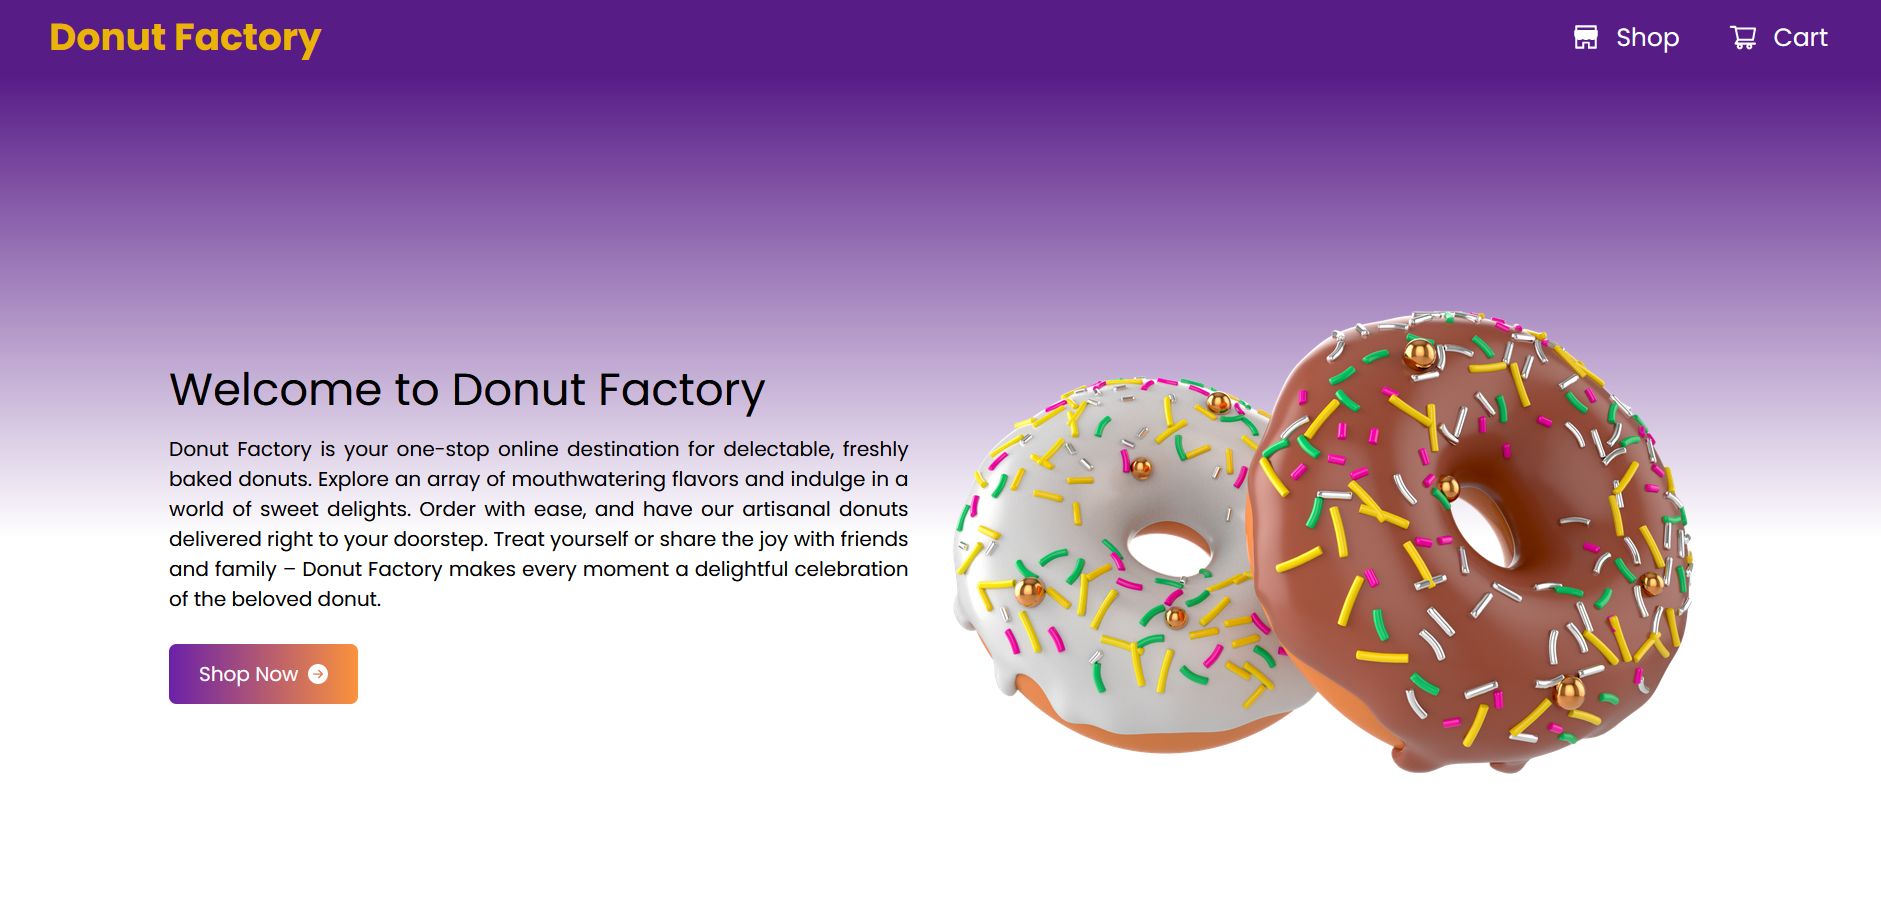 Donut Factory
Shop
Cart
Welcome to Donut Factory
Donut Factory is your one-stop online destination for delectable, freshly
baked donuts. Explore an array of mouthwatering flavors and indulge in a
world of sweet delights. Order with ease, and have our artisanal donuts
delivered right to your doorstep. Treat yourself or share the joy with friends
and family – Donut Factory makes every moment a delightful celebration
of the beloved donut.
Shop Now